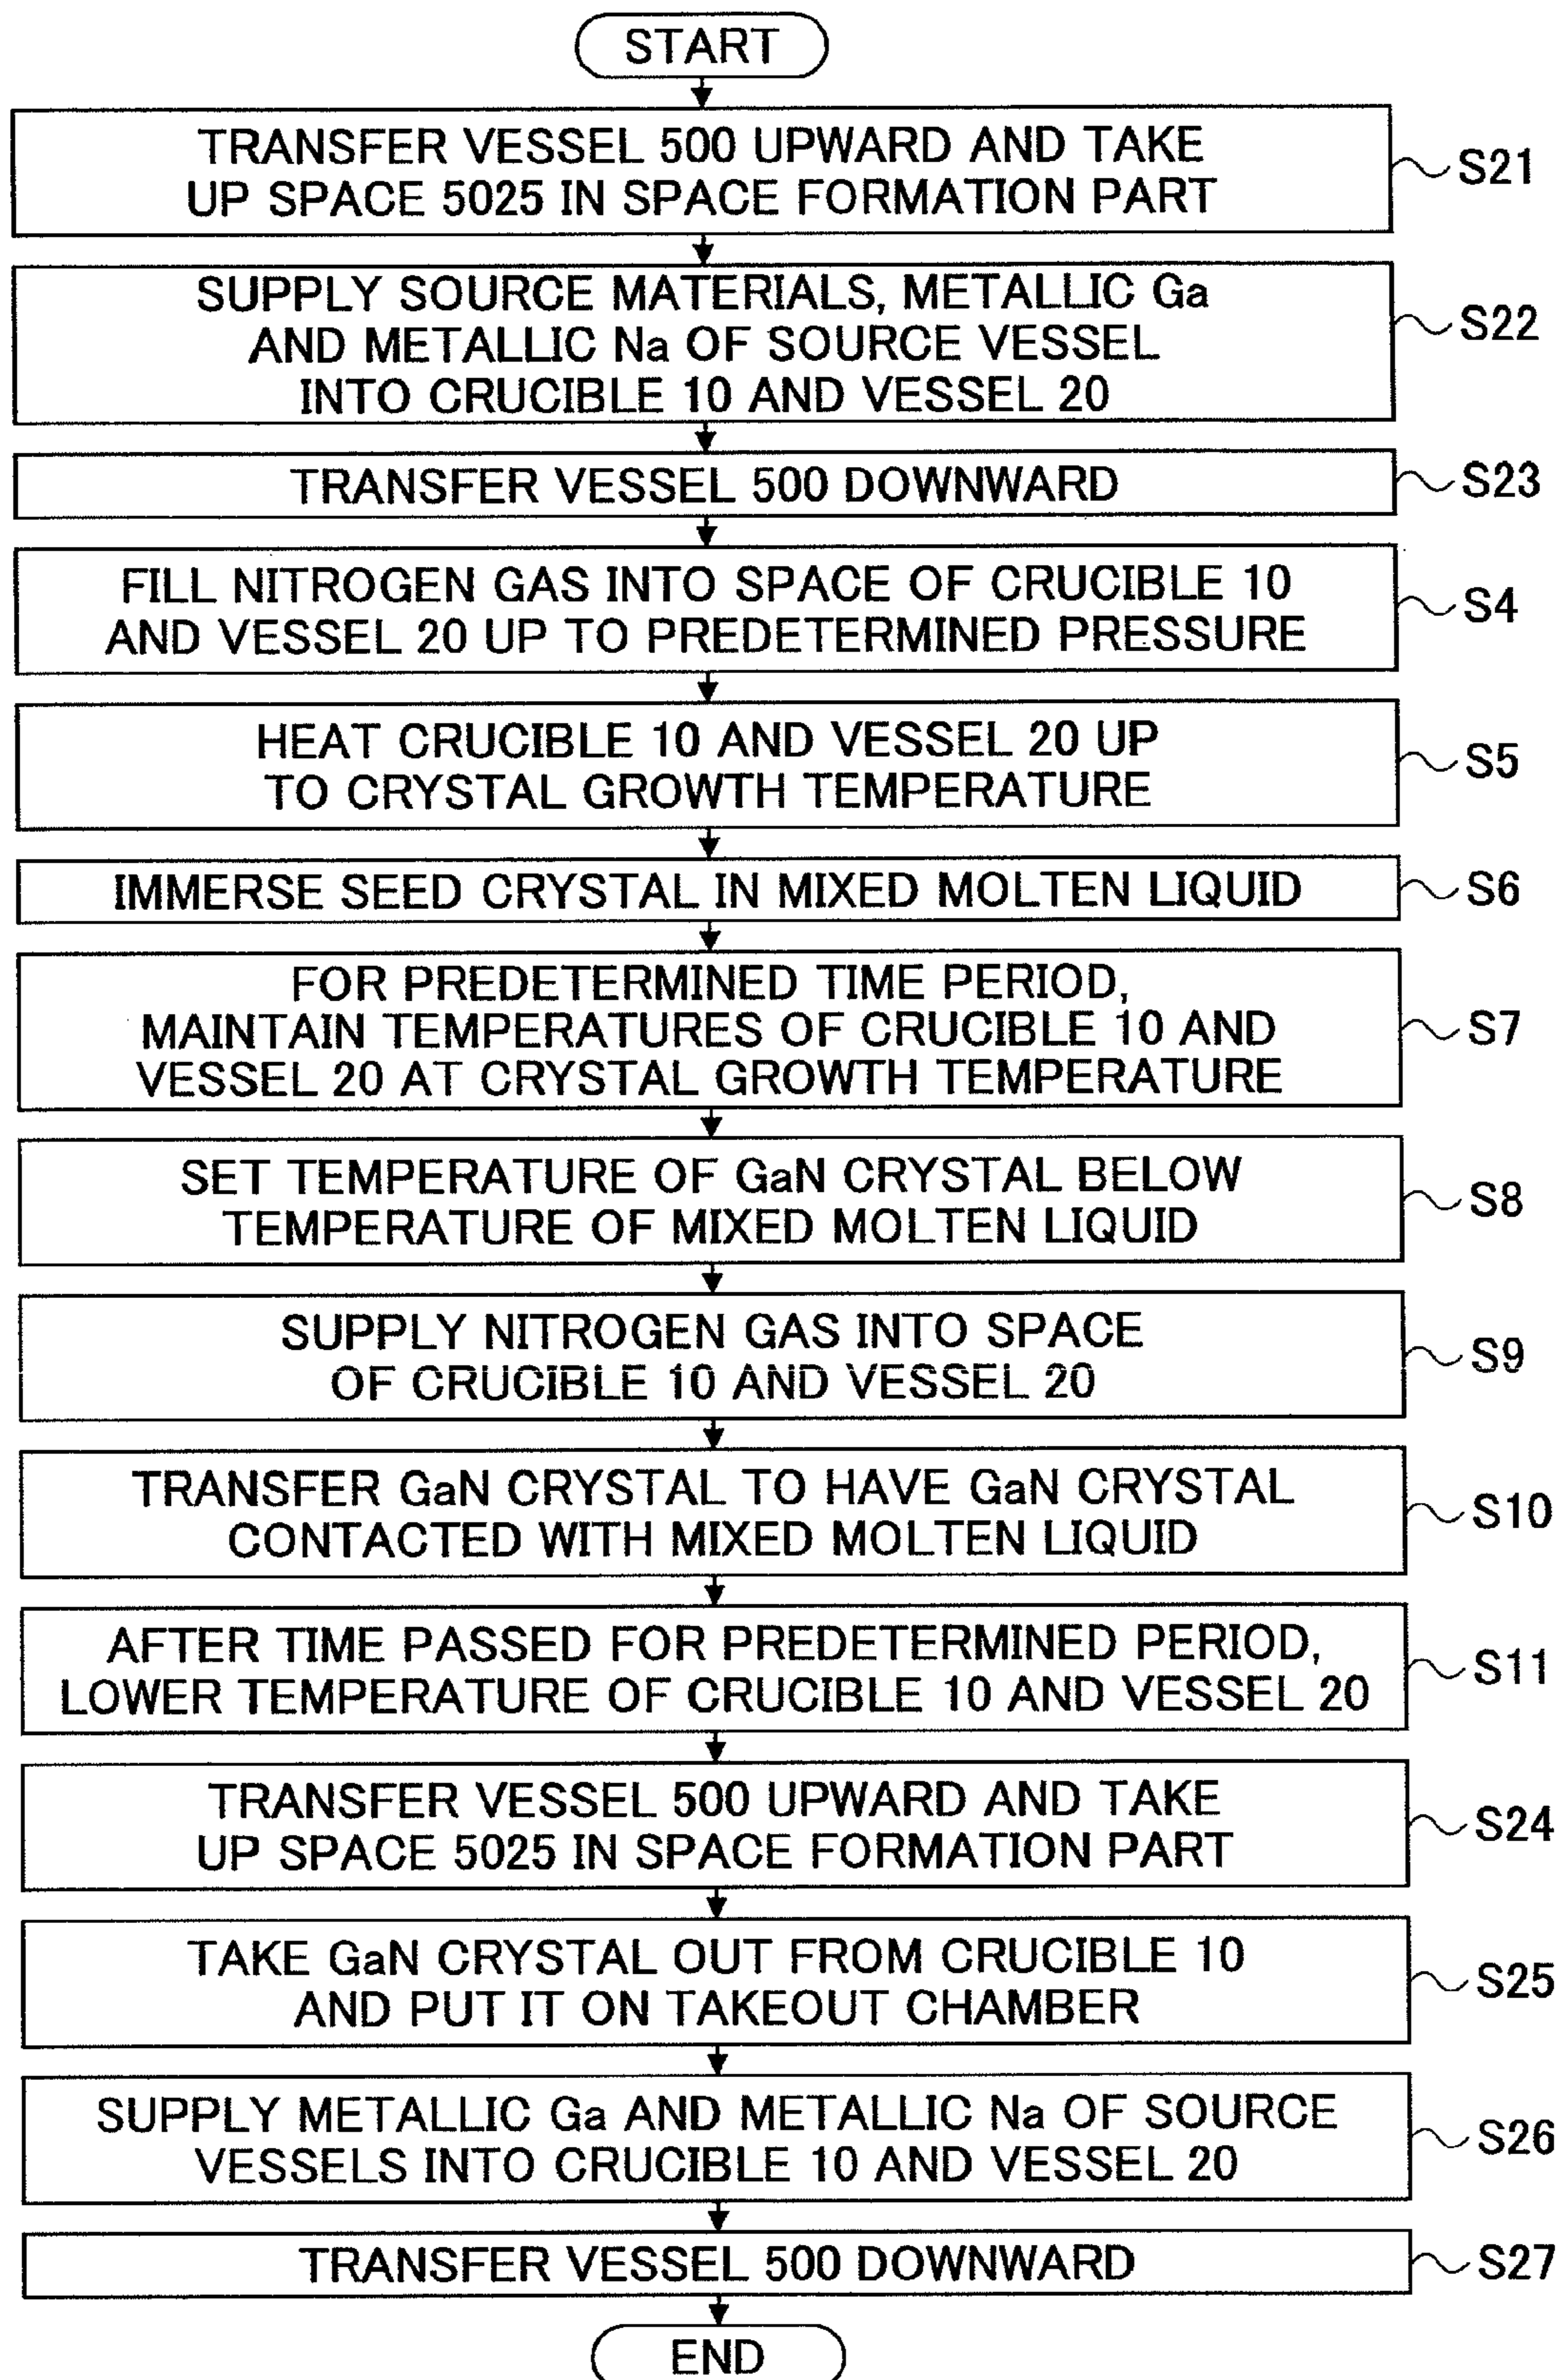 START
TRANSFER VESSEL 500 UPWARD AND TAKE
UP SPACE 5025 IN SPACE FORMATION PART
S21
SUPPLY SOURCE MATERIALS, METALLIC Ga
AND METALLIC Na OF SOURCE VESSEL
INTO CRUCIBLE 10 AND VESSEL 20
S22
TRANSFER VESSEL 500 DOWNWARD
S23
FILL NITROGEN GAS INTO SPACE OF CRUCIBLE 10
AND VESSEL 20 UP TO PREDETERMINED PRESSURE
S4
HEAT CRUCIBLE 10 AND VESSEL 20 UP
TO CRYSTAL GROWTH TEMPERATURE
S5
IMMERSE SEED CRYSTAL IN MIXED MOLTEN LIQUID
S6
FOR PREDETERMINED TIME PERIOD,
MAINTAIN TEMPERATURES OF CRUCIBLE 10 AND
VESSEL 20 AT CRYSTAL GROWTH TEMPERATURE
S7
SET TEMPERATURE OF GaN CRYSTAL BELOW
TEMPERATURE OF MIXED MOLTEN LIQUID
S8
SUPPLY NITROGEN GAS INTO SPACE
OF CRUCIBLE 10 AND VESSEL 20
S9
TRANSFER GaN CRYSTAL TO HAVE GaN CRYSTAL
CONTACTED WITH MIXED MOLTEN LIQUID
S10
AFTER TIME PASSED FOR PREDETERMINED PERIOD,
LOWER TEMPERATURE OF CRUCIBLE 10 AND VESSEL 20
S11
TRANSFER VESSEL 500 UPWARD AND TAKE
UP SPACE 5025 IN SPACE FORMATION PART
S24
TAKE GaN CRYSTAL OUT FROM CRUCIBLE 10
AND PUT IT ON TAKEOUT CHAMBER
S25
SUPPLY METALLIC Ga AND METALLIC Na OF SOURCE
VESSELS INTO CRUCIBLE 10 AND VESSEL 20
S26
TRANSFER VESSEL 500 DOWNWARD
S27
END